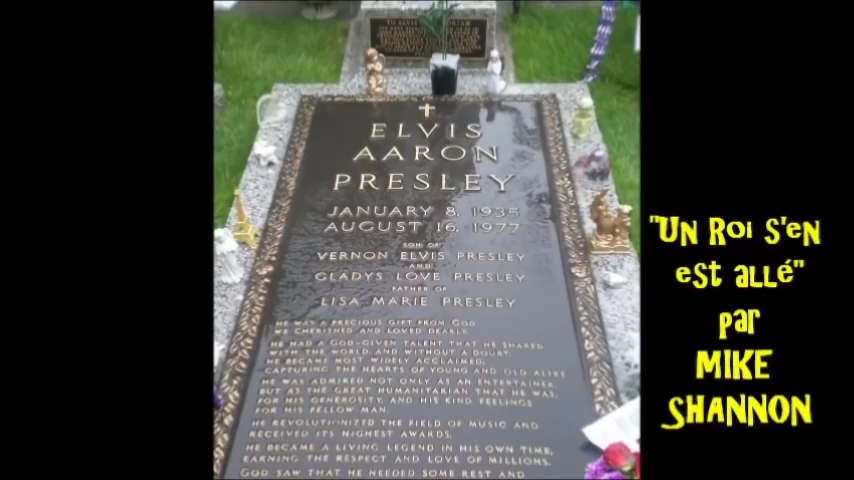 ELVIS
AARON
PRESLEY
JANUARY 8, 1935
AUGUST 16, 1977
SON OF
VERNON ELVIS PRESLEY
AND
GLADYS LOVE PRESLEY
FATHER OF
LISA MARIE PRESLEY
HE WAS A PRECIOUS GIFT FROM GOD
WE CHERISHED AND LOVED DEARLY.
HE HAD A GOD-GIVEN TALENT THAT HE SHARED
WITH THE WORLD. AND WITHOUT A DOUBT,
HE BECAME MOST WIDELY ACCLAIMED;
CAPTURING THE HEARTS OF YOUNG AND OLD ALIKE.
HE WAS ADMIRED NOT ONLY AS AN ENTERTAINER,
BUT AS THE GREAT HUMANITARIAN THAT HE WAS;
FOR HIS GENEROSITY, AND HIS KIND FEELINGS
FOR HIS FELLOW MAN.
HE REVOLUTIONIZED THE FIELD OF MUSIC AND
RECEIVED ITS HIGHEST AWARDS.
HE BECAME A LIVING LEGEND IN HIS OWN TIME,
EARNING THE RESPECT AND LOVE OF MILLIONS.
GOD SAW THAT HE NEEDED SOME REST AND
"Un Roi s'en
est allé"
par
MIKE
SHANNON